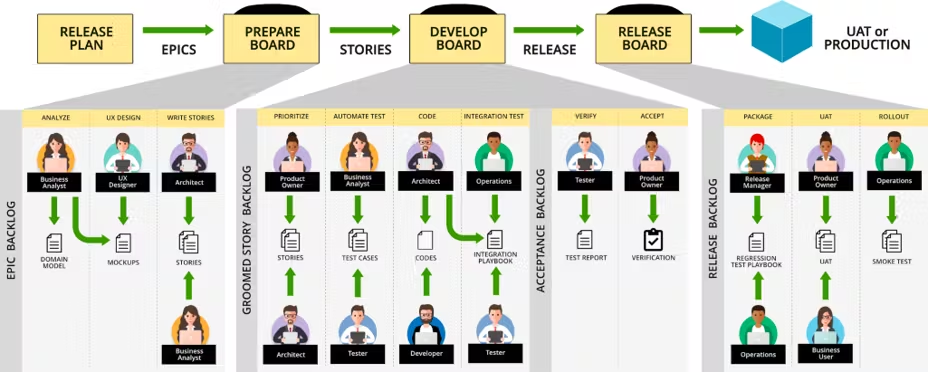 RELEASE
PLAN
EPICS
PREPARE
BOARD
STORIES
DEVELOP
BOARD
RELEASE
RELEASE
BOARD
UAT or
PRODUCTION
EPIC BACKLOG
ANALYZE
UX DESIGN
WRITE STORIES
Business
Analyst
UX
Designer
Architect
DOMAIN
MODEL
MOCKUPS
STORIES
Business
Analyst
GROOMED STORY BACKLOG
PRIORITIZE
AUTOMATE TEST
CODE
INTEGRATION TEST
Product
Owner
Business
Analyst
Architect
Operations
STORIES
TEST CASES
CODES
INTEGRATION
PLAYBOOK
Architect
Tester
Developer
Tester
ACCEPTANCE BACKLOG
VERIFY
ACCEPT
Tester
Product
Owner
TEST REPORT
VERIFICATION
RELEASE BACKLOG
PACKAGE
UAT
ROLLOUT
Release
Manager
Product
Owner
Operations
REGRESSION
TEST PLAYBOOK
UAT
SMOKE TEST
Operations
Business
User